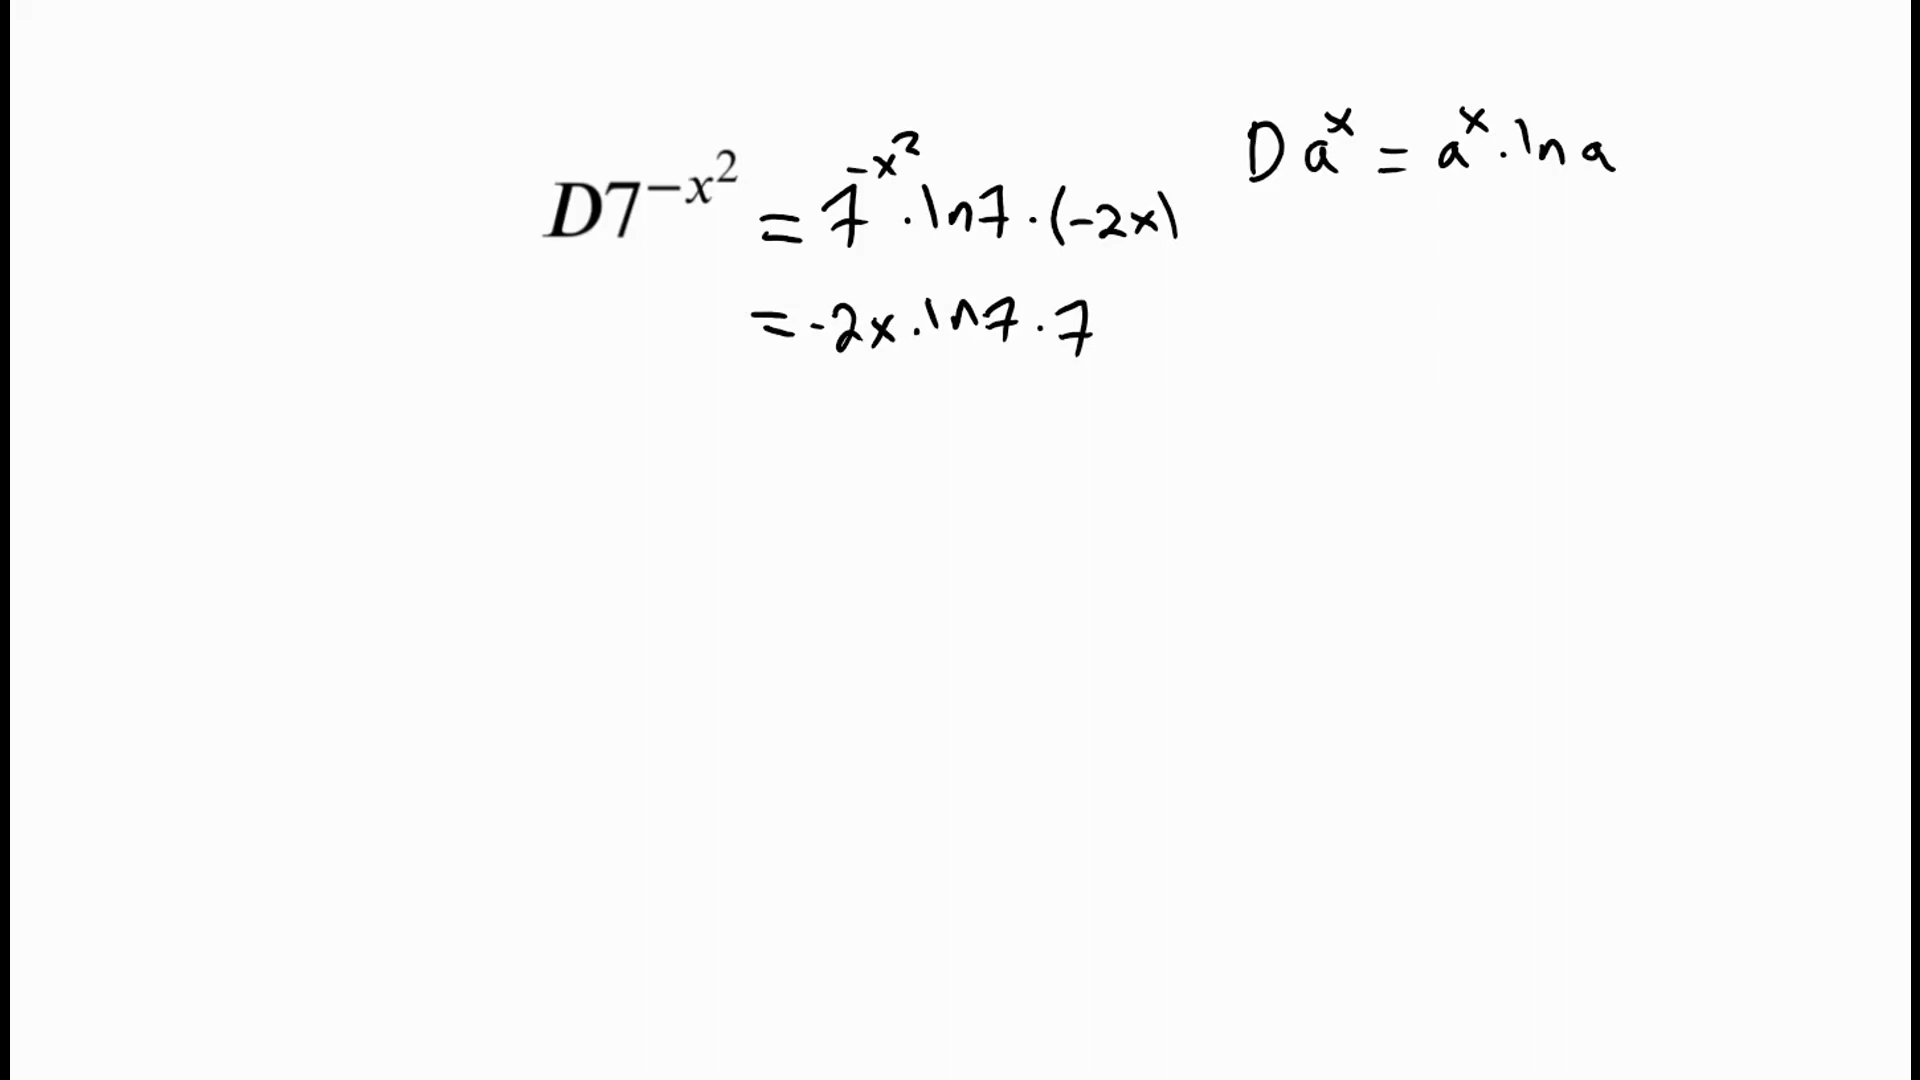 D7^{-x^2} = 7^{-x^2} · ln7 · (-2x)
D a^x = a^x · ln a
= -2x · ln7 · 7